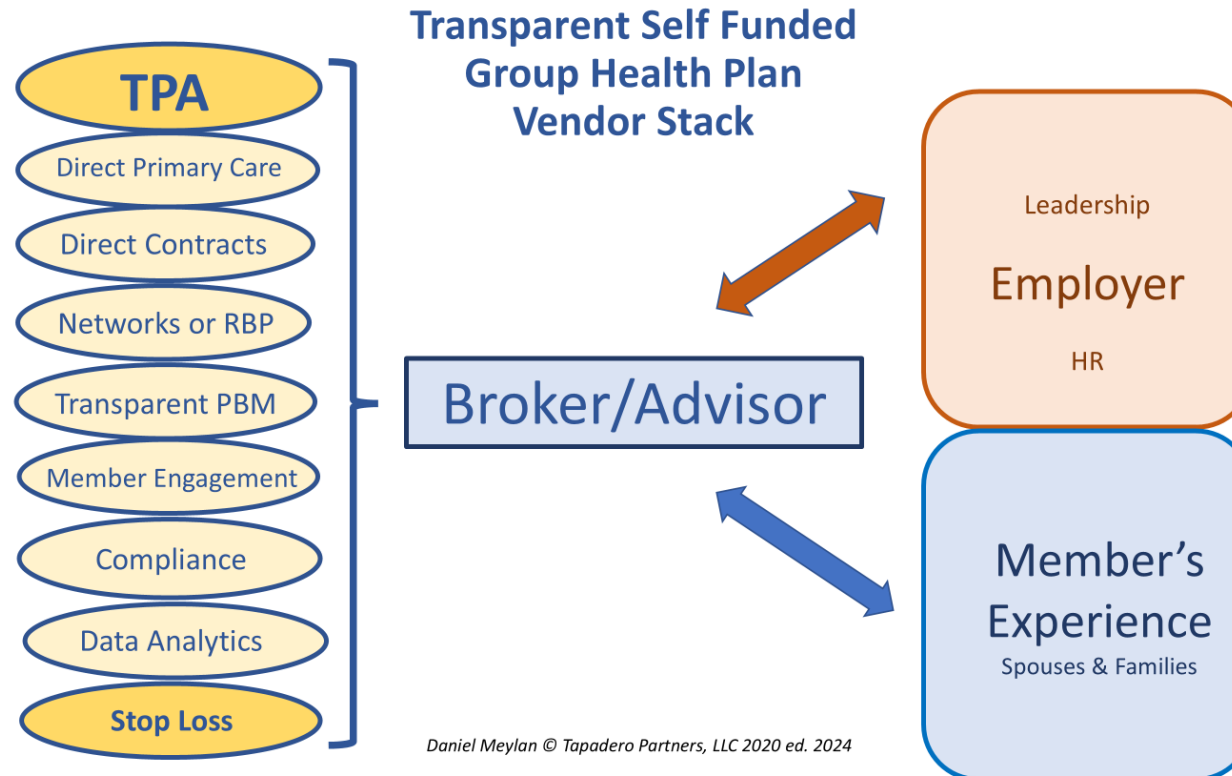 Transparent Self Funded
Group Health Plan
Vendor Stack
TPA
Direct Primary Care
Direct Contracts
Networks or RBP
Transparent PBM
Member Engagement
Compliance
Data Analytics
Stop Loss
Broker/Advisor
Leadership
Employer
HR
Member’s
Experience
Spouses & Families
Daniel Meylan © Tapadero Partners, LLC 2020 ed. 2024